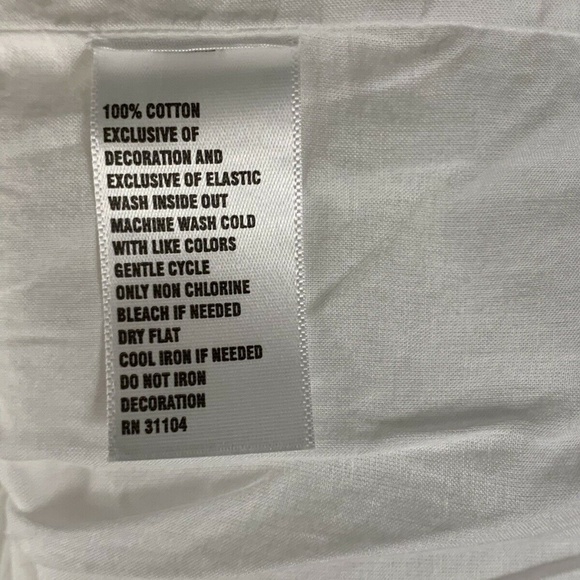 100% COTTON
EXCLUSIVE OF
DECORATION AND
EXCLUSIVE OF ELASTIC
WASH INSIDE OUT
MACHINE WASH COLD
WITH LIKE COLORS
GENTLE CYCLE
ONLY NON CHLORINE
BLEACH IF NEEDED
DRY FLAT
COOL IRON IF NEEDED
DO NOT IRON
DECORATION
RN 31104